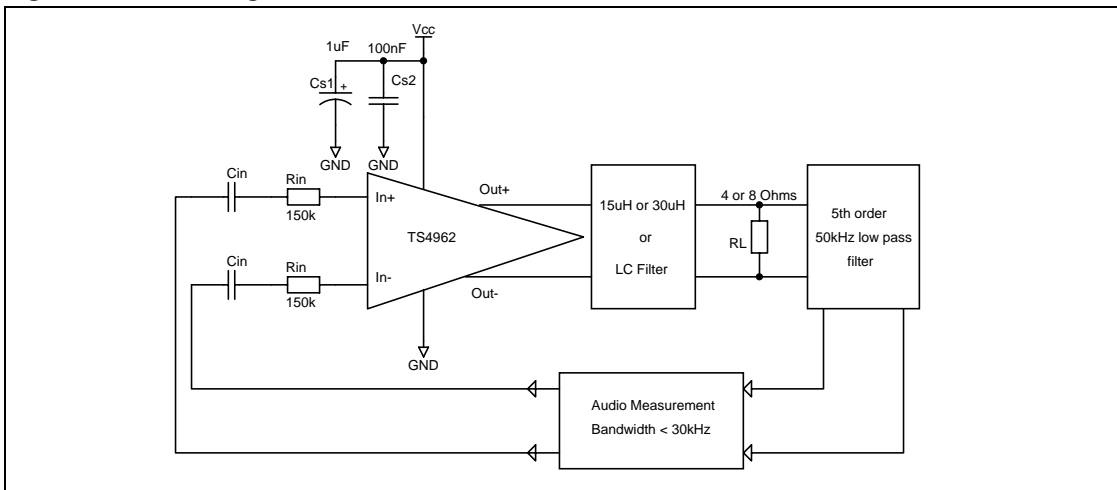 Vcc
1uF
100nF
Cs1
+
Cs2
GND
GND
Cin
Rin
In+
150k
Out+
TS4962
Cin
Rin
In-
150k
Out-
GND
15uH or 30uH
or
LC Filter
4 or 8 Ohms
RL
5th order
50kHz low pass
filter
Audio Measurement
Bandwidth < 30kHz